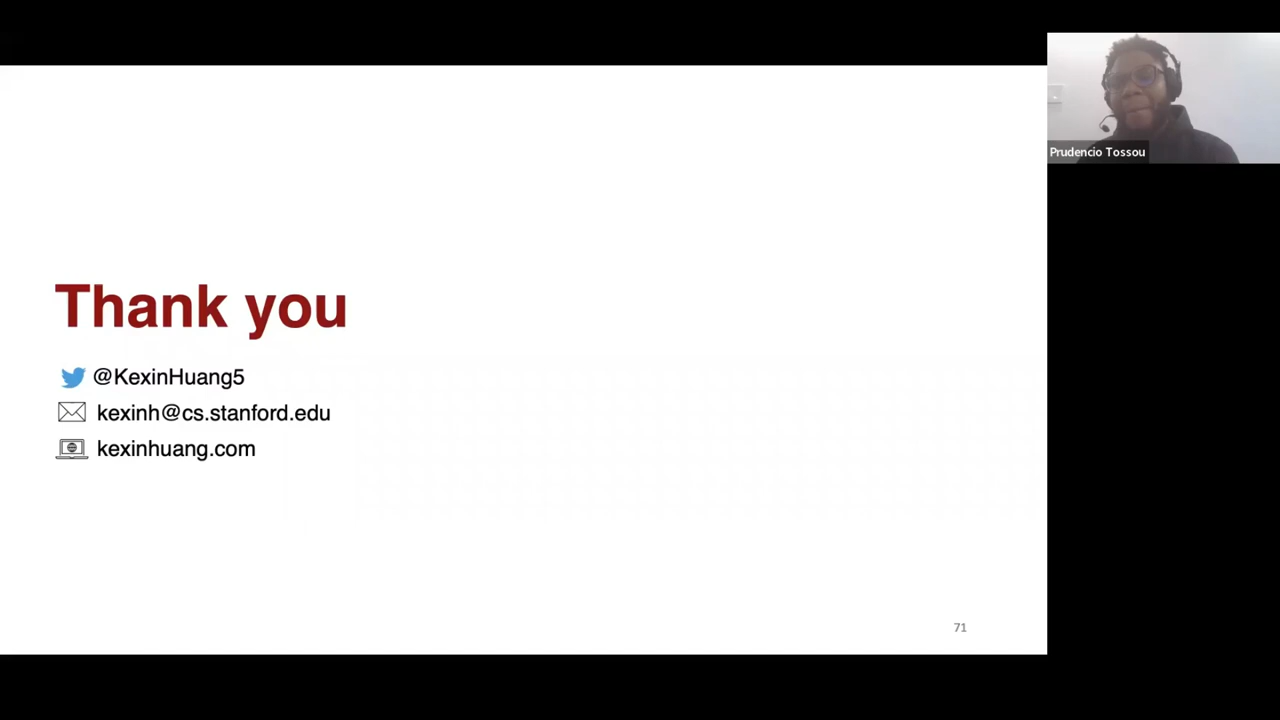 Thank you
@KexinHuang5
kexinh@cs.stanford.edu
kexinhuang.com
71
Prudencio Tossou